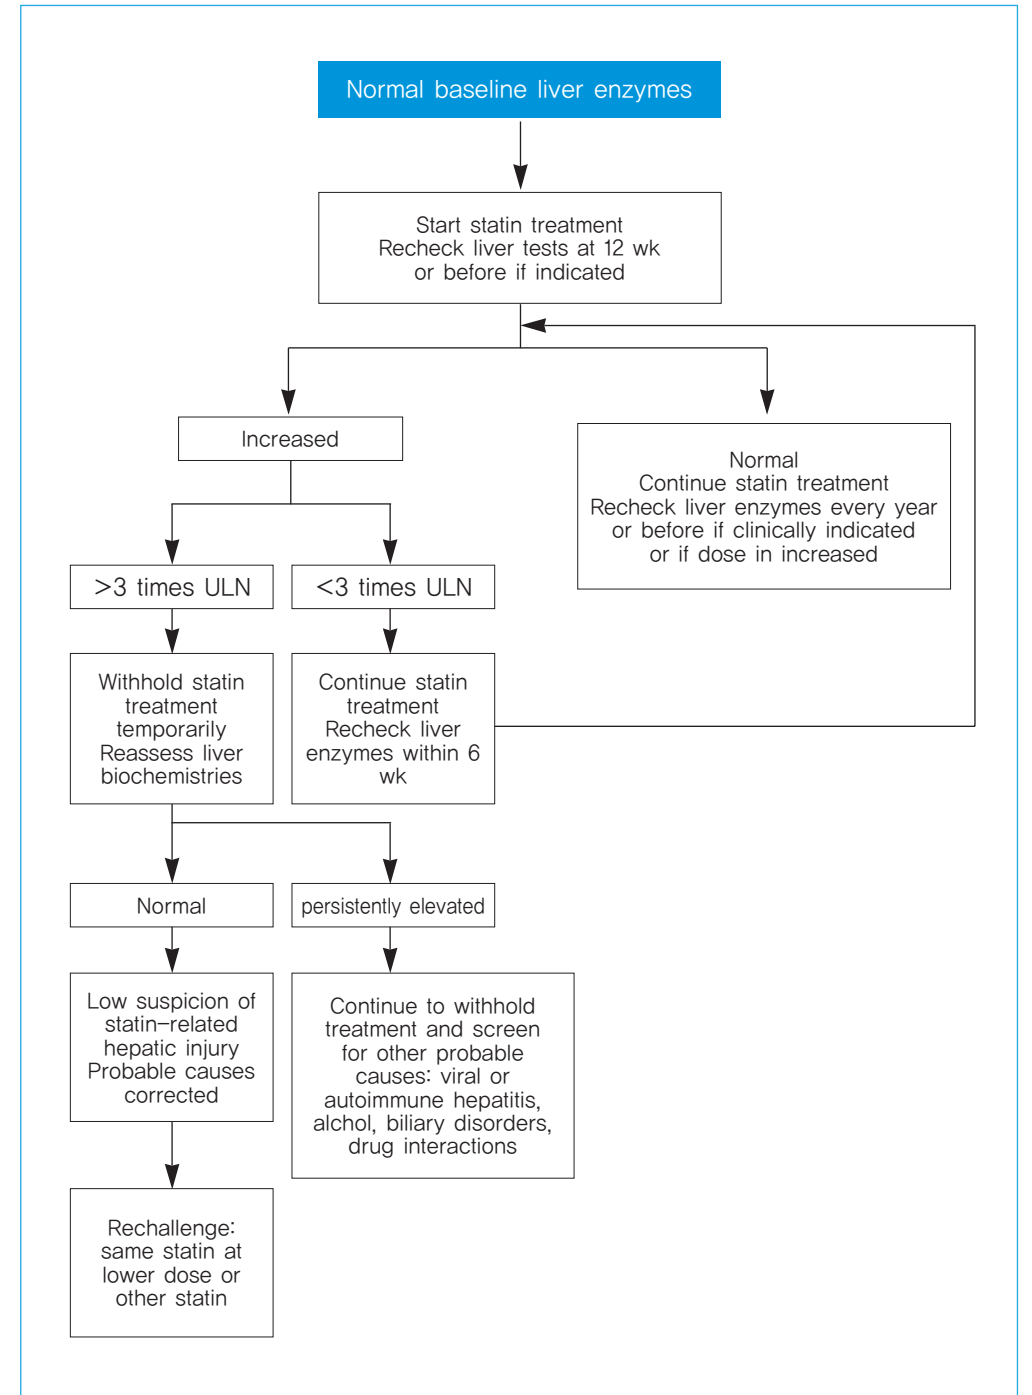 Normal baseline liver enzymes
Start statin treatment
Recheck liver tests at 12 wk
or before if indicated
Increased
Normal
Continue statin treatment
Recheck liver enzymes every year
or before if clinically indicated
or if dose in increased
>3 times ULN
<3 times ULN
Withhold statin
treatment
temporarily
Reassess liver
biochemistries
Continue statin
treatment
Recheck liver
enzymes within 6
wk
Normal
persistently elevated
Low suspicion of
statin-related
hepatic injury
Probable causes
corrected
Continue to withhold
treatment and screen
for other probable
causes: viral or
autoimmune hepatitis,
alchol, biliary disorders,
drug interactions
Rechallenge:
same statin at
lower dose or
other statin